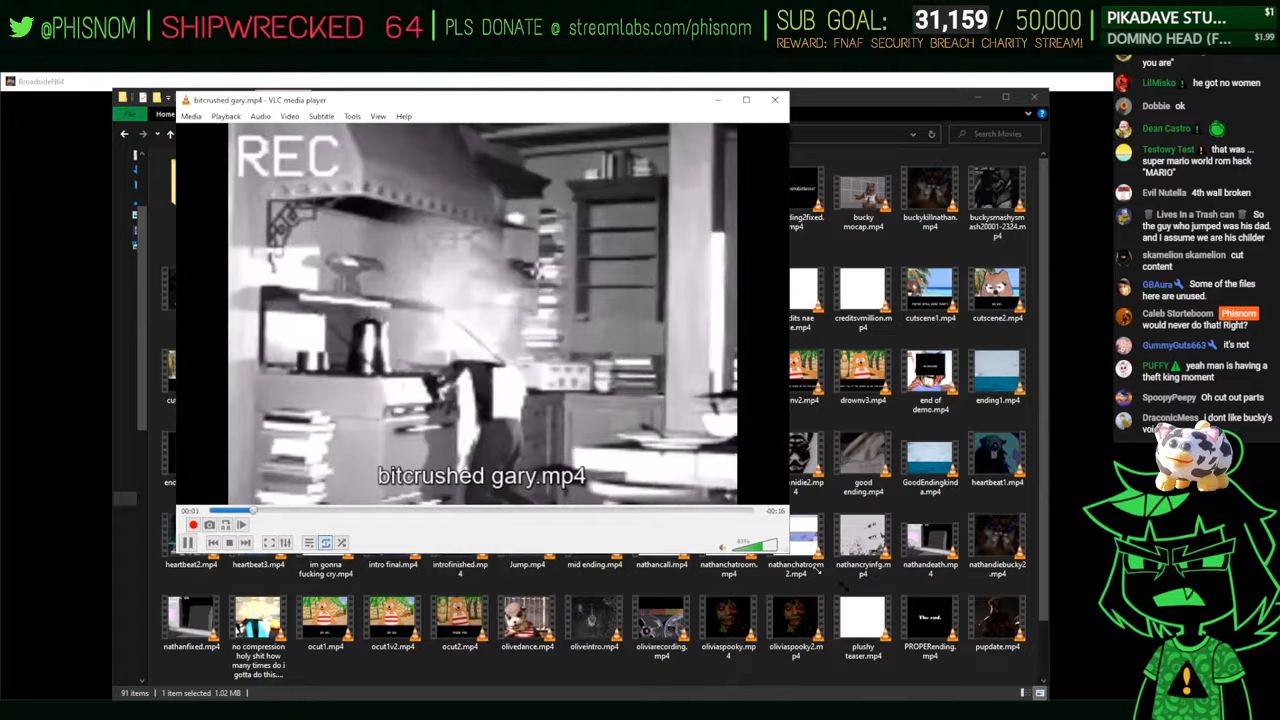 @PHISNOM | SHIPWRECKED 64 | PLS DONATE @ streamlabs.com/phisnom
SUB GOAL: 31,159 / 50,000
REWARD: FNAF SECURITY BREACH CHARITY STREAM!
PIKADAVE STU... $1
DOMINO HEAD (F... $1.99
BroadsideN64
bitcrushed gary.mp4 - VLC media player
Media Playback Audio Video Subtitle Tools View Help
File Home
Search Movies
REC
bitcrushed gary.mp4
00:01
-00:16
bucky mocap.mp4
buckykillnathan.mp4
buckysmashysmash20001-2324.mp4
creditsvmillion.mp4
cutscene1.mp4
cutscene2.mp4
drownv3.mp4
end of demo.mp4
ending1.mp4
good ending.mp4
GoodEndingkinda.mp4
heartbeat1.mp4
heartbeat2.mp4
heartbeat3.mp4
im gonna fucking cry.mp4
intro final.mp4
introfinished.mp4
Jump.mp4
mid ending.mp4
nathancall.mp4
nathanchatroom.mp4
nathanchatroom2.mp4
nathancryinfg.mp4
nathandeath.mp4
nathandiebucky2.mp4
nathanfixed.mp4
no compression holy shit how many times do i gotta do this....
ocut1.mp4
ocut1v2.mp4
ocut2.mp4
olivedance.mp4
oliveintro.mp4
oliviarecording.mp4
oliviaspooky.mp4
oliviaspooky2.mp4
plushy teaser.mp4
PROPERending.mp4
pupdate.mp4
The end.
91 items | 1 item selected 1.02 MB
you are"
LilMisko he got no women
Dobbie ok
Dean Castro
Testowy Test that was ...
super mario world rom hack
"MARIO"
Evil Nutella 4th wall broken
Lives In a Trash can So
the guy who jumped was his dad.
and I assume we are his childer
skamelion skamelion cut
content
GBAura Some of the files
here are unused.
Caleb Storteboom Phisnom
would never do that! Right?
GummyGuts663 it's not
PUFFY yeah man is having a
theft king moment
SpoopyPeepy Oh cut out parts
DraconicMess i dont like bucky's